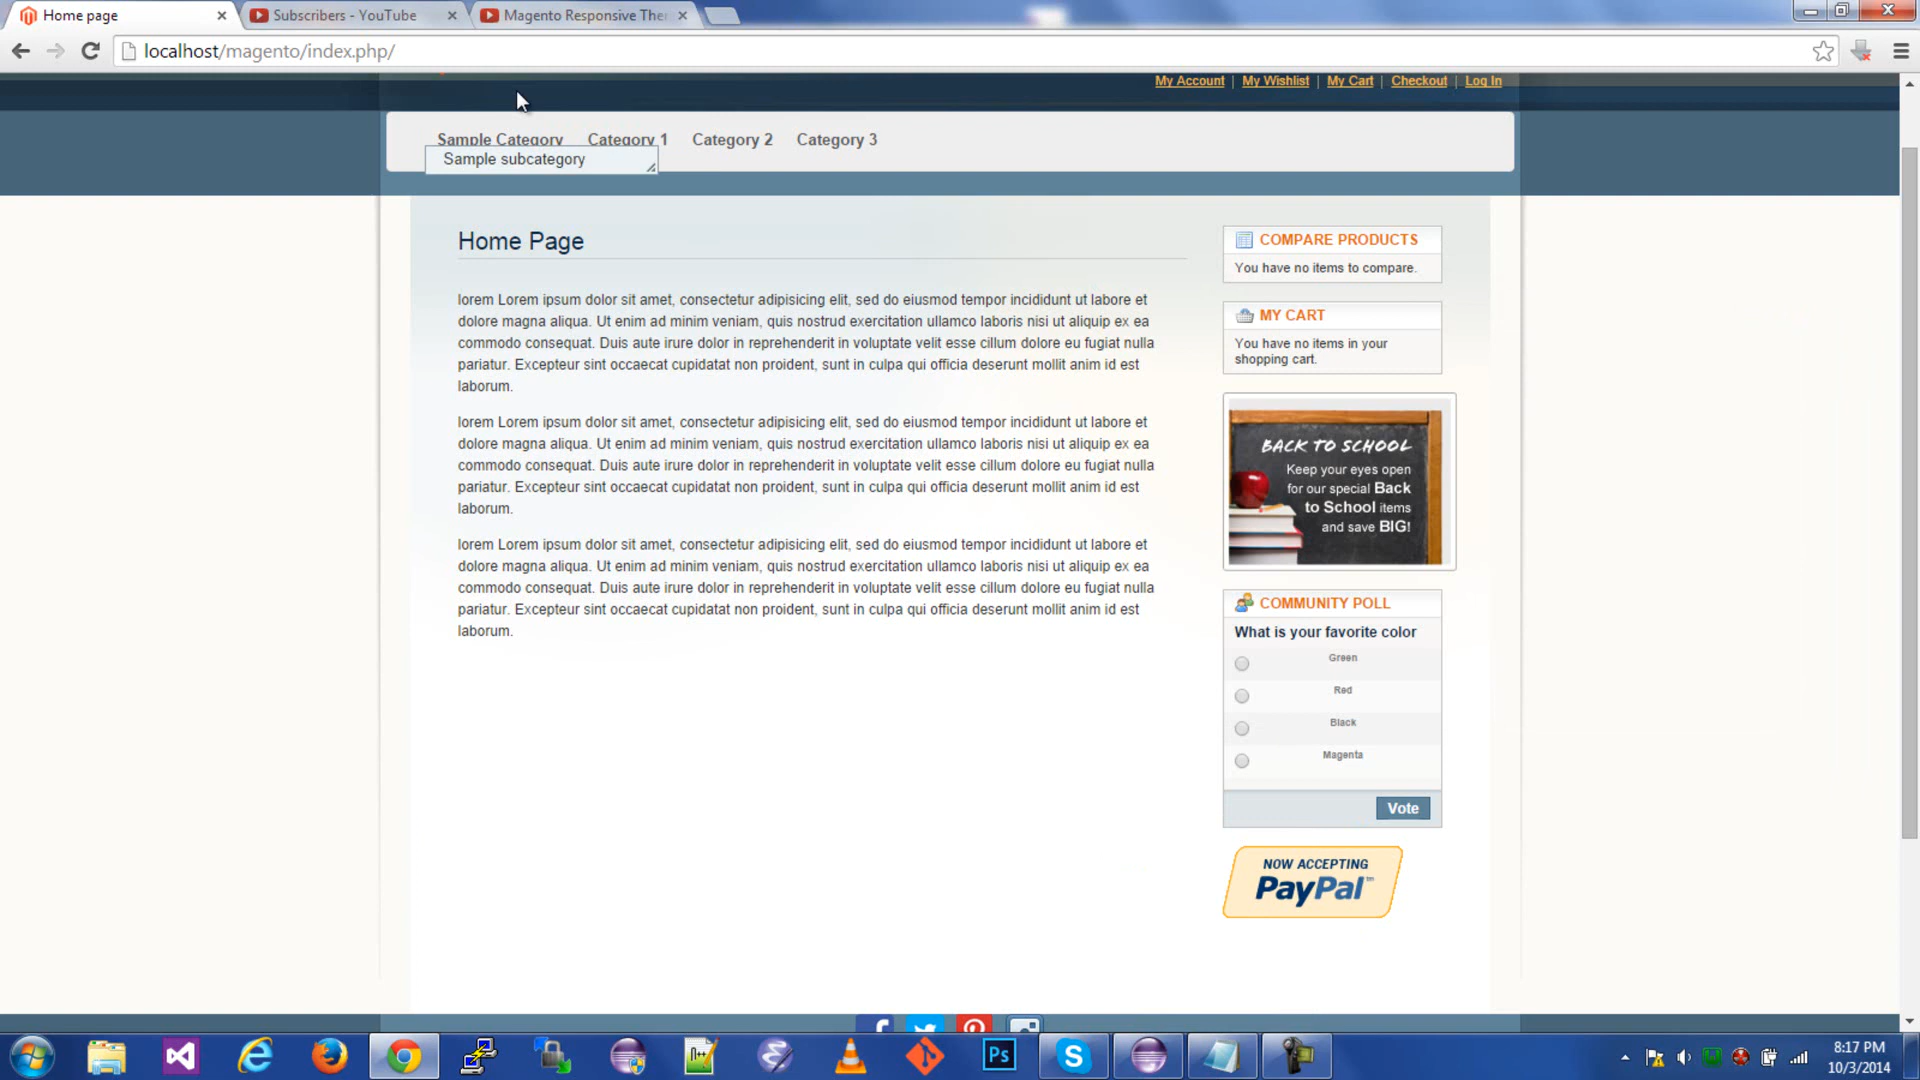 Home page
Subscribers - YouTube
Magento Responsive The
localhost/magento/index.php/
My Account | My Wishlist | My Cart | Checkout | Log In
Sample Category Category 1 Category 2 Category 3
Sample subcategory
Home Page
lorem Lorem ipsum dolor sit amet, consectetur adipisicing elit, sed do eiusmod tempor incididunt ut labore et
dolore magna aliqua. Ut enim ad minim veniam, quis nostrud exercitation ullamco laboris nisi ut aliquip ex ea
commodo consequat. Duis aute irure dolor in reprehenderit in voluptate velit esse cillum dolore eu fugiat nulla
pariatur. Excepteur sint occaecat cupidatat non proident, sunt in culpa qui officia deserunt mollit anim id est
laborum.
lorem Lorem ipsum dolor sit amet, consectetur adipisicing elit, sed do eiusmod tempor incididunt ut labore et
dolore magna aliqua. Ut enim ad minim veniam, quis nostrud exercitation ullamco laboris nisi ut aliquip ex ea
commodo consequat. Duis aute irure dolor in reprehenderit in voluptate velit esse cillum dolore eu fugiat nulla
pariatur. Excepteur sint occaecat cupidatat non proident, sunt in culpa qui officia deserunt mollit anim id est
laborum.
lorem Lorem ipsum dolor sit amet, consectetur adipisicing elit, sed do eiusmod tempor incididunt ut labore et
dolore magna aliqua. Ut enim ad minim veniam, quis nostrud exercitation ullamco laboris nisi ut aliquip ex ea
commodo consequat. Duis aute irure dolor in reprehenderit in voluptate velit esse cillum dolore eu fugiat nulla
pariatur. Excepteur sint occaecat cupidatat non proident, sunt in culpa qui officia deserunt mollit anim id est
laborum.
COMPARE PRODUCTS
You have no items to compare.
MY CART
You have no items in your
shopping cart.
BACK TO SCHOOL
Keep your eyes open
for our special Back
to School items
and save BIG!
COMMUNITY POLL
What is your favorite color
Green
Red
Black
Magenta
Vote
NOW ACCEPTING
PayPal™
Ps
8:17 PM
10/3/2014